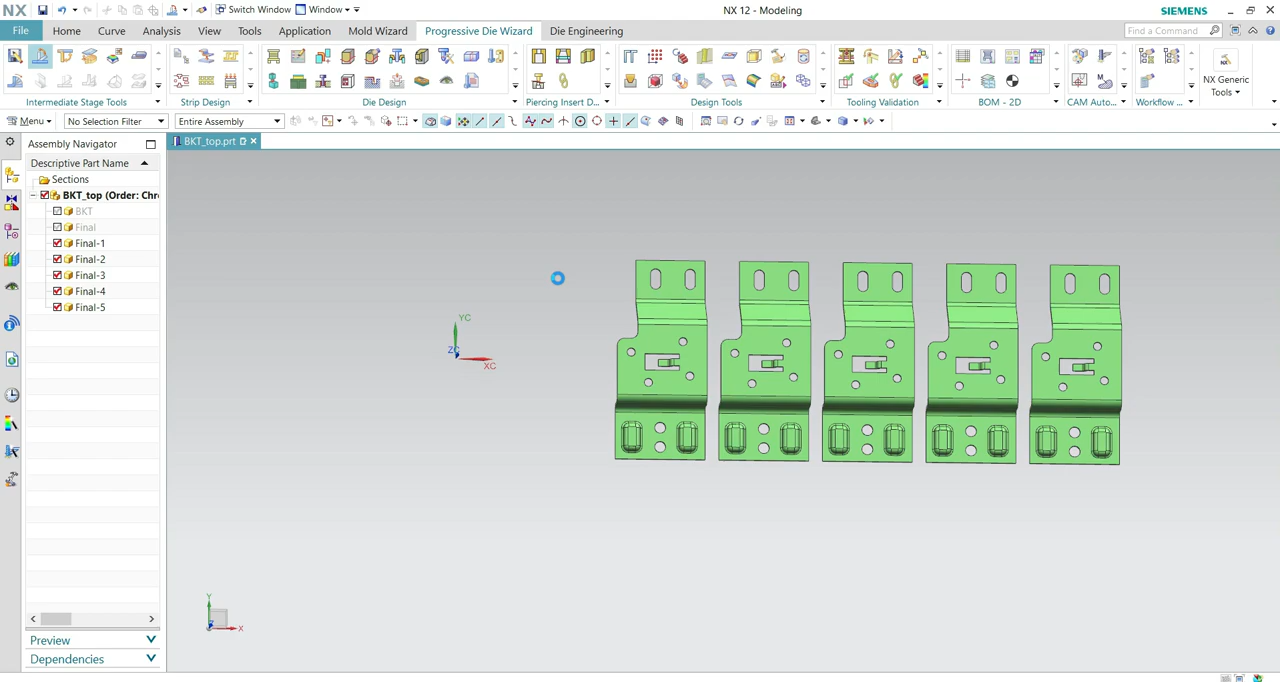 NX
Switch Window
Window
NX 12 - Modeling
SIEMENS
File
Home
Curve
Analysis
View
Tools
Application
Mold Wizard
Progressive Die Wizard
Die Engineering
Find a Command
Intermediate Stage Tools
Strip Design
Die Design
Piercing Insert D...
Design Tools
Tooling Validation
BOM - 2D
CAM Auto...
Workflow ...
NX Generic
Tools
Menu
No Selection Filter
Entire Assembly
Assembly Navigator
BKT_top.prt
Descriptive Part Name
Sections
BKT_top (Order: Chr
BKT
Final
Final-1
Final-2
Final-3
Final-4
Final-5
YC
XC
Y
X
Preview
Dependencies